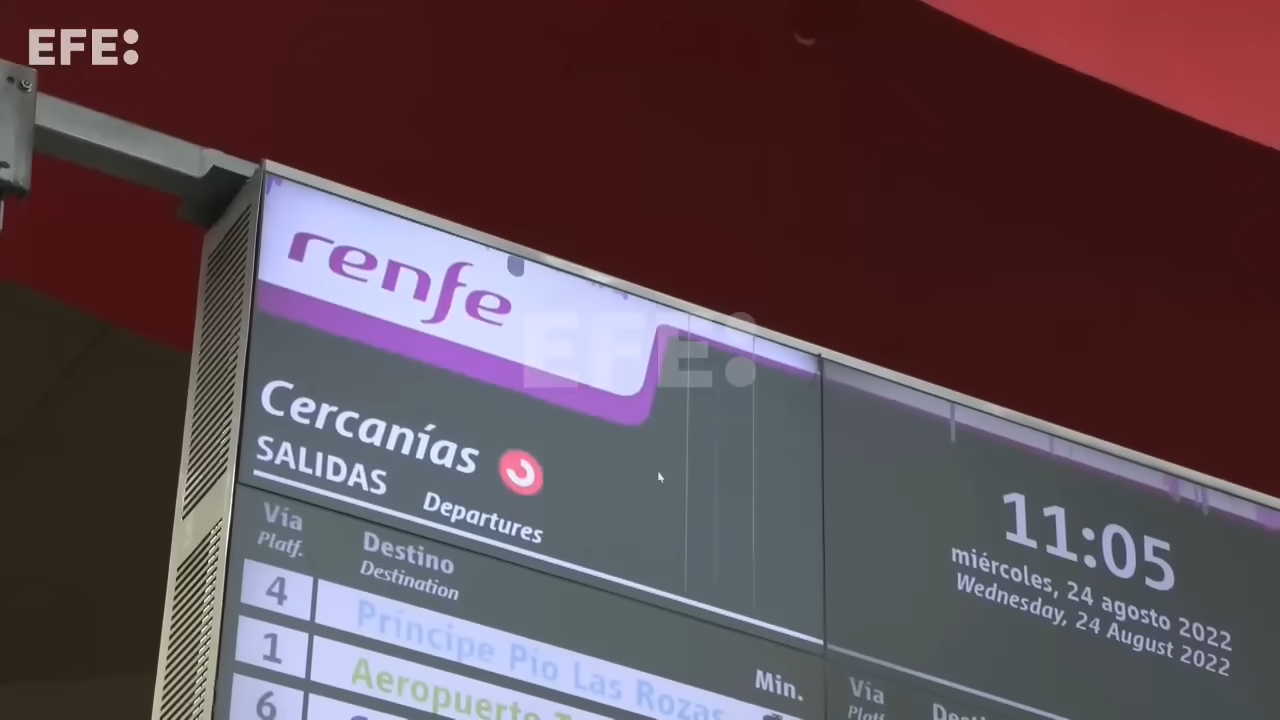 EFE:
renfe
EFE:
Cercanías
SALIDAS Departures
11:05
miércoles, 24 agosto 2022
Wednesday, 24 August 2022
Vía
Platf.
Destino
Destination
4 Príncipe Pío Las Rozas
1 Aeropuerto
6
Min.
Vía